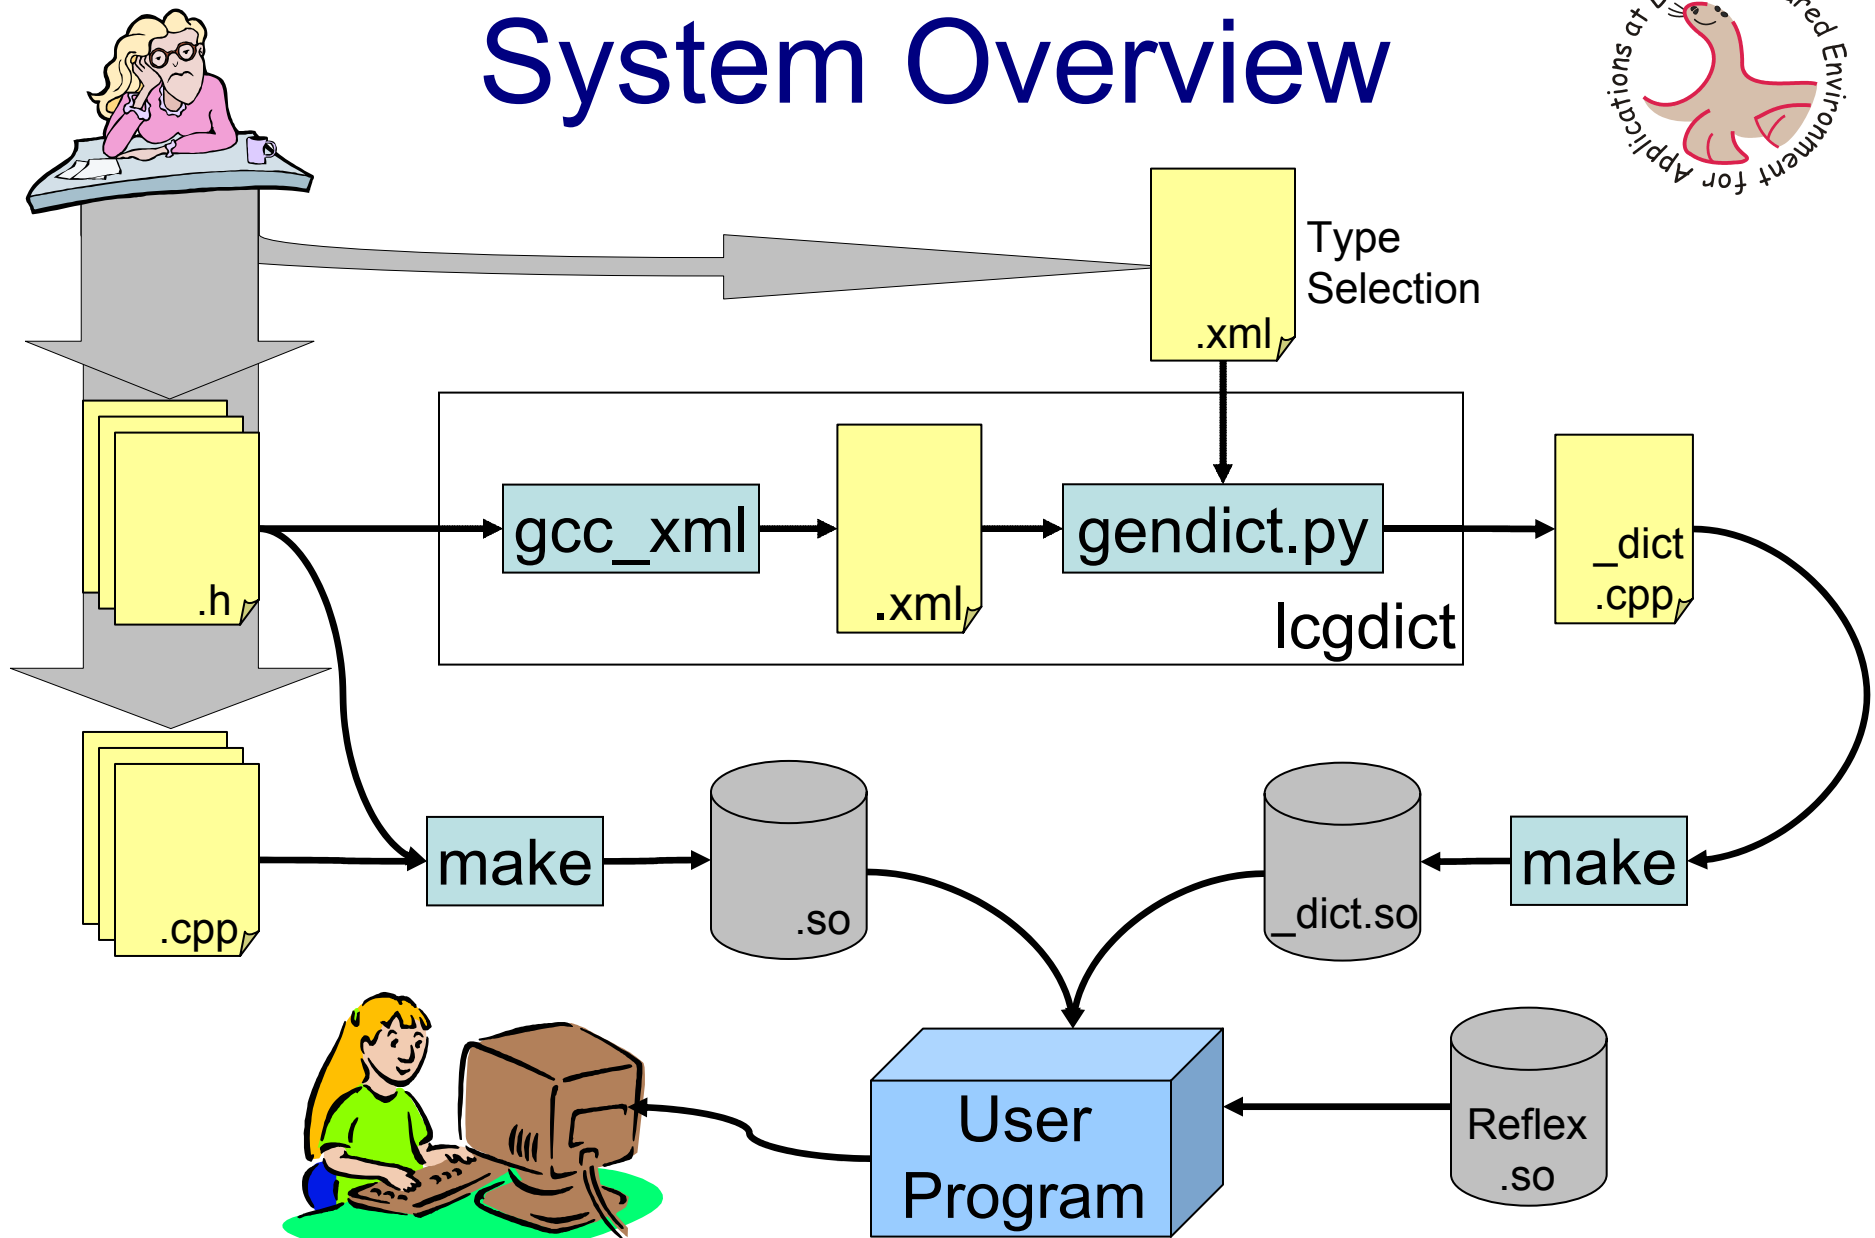 System Overview
ared Environment for Applications at
Type
Selection
.xml
.h
gcc_xml
.xml
gendict.py
lcgdict
_dict
.cpp
.cpp
make
.so
_dict.so
make
User
Program
Reflex
.so